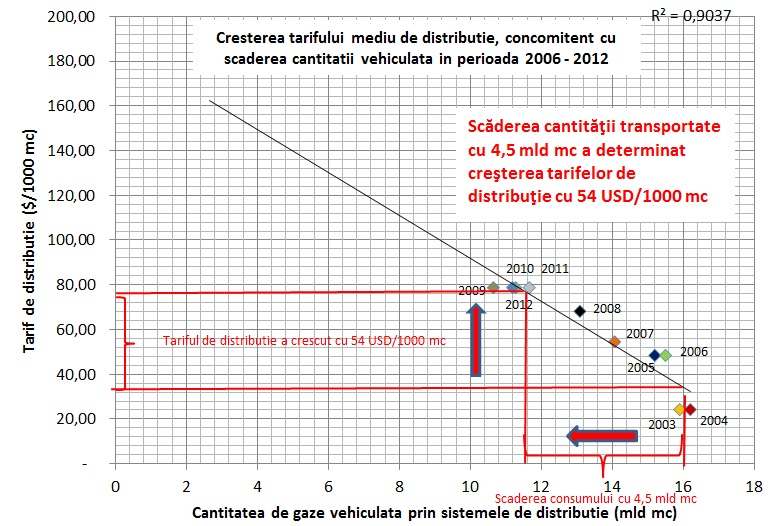 R² = 0,9037
Cresterea tarifului mediu de distributie, concomitent cu
scaderea cantitatii vehiculata in perioada 2006 - 2012
Scăderea cantităţii transportate
cu 4,5 mld mc a determinat
creşterea tarifelor de
distribuţie cu 54 USD/1000 mc
Tarif de distributie ($/1000 mc)
200,00
180,00
160,00
140,00
120,00
100,00
80,00
60,00
40,00
20,00
-
2010
2011
2009
2012
2008
2007
2006
2005
2003
2004
Tariful de distributie a crescut cu 54 USD/1000 mc
0
2
4
6
8
10
12
14
16
18
Scaderea consumului cu 4,5 mld mc
Cantitatea de gaze vehiculata prin sistemele de distributie (mld mc)